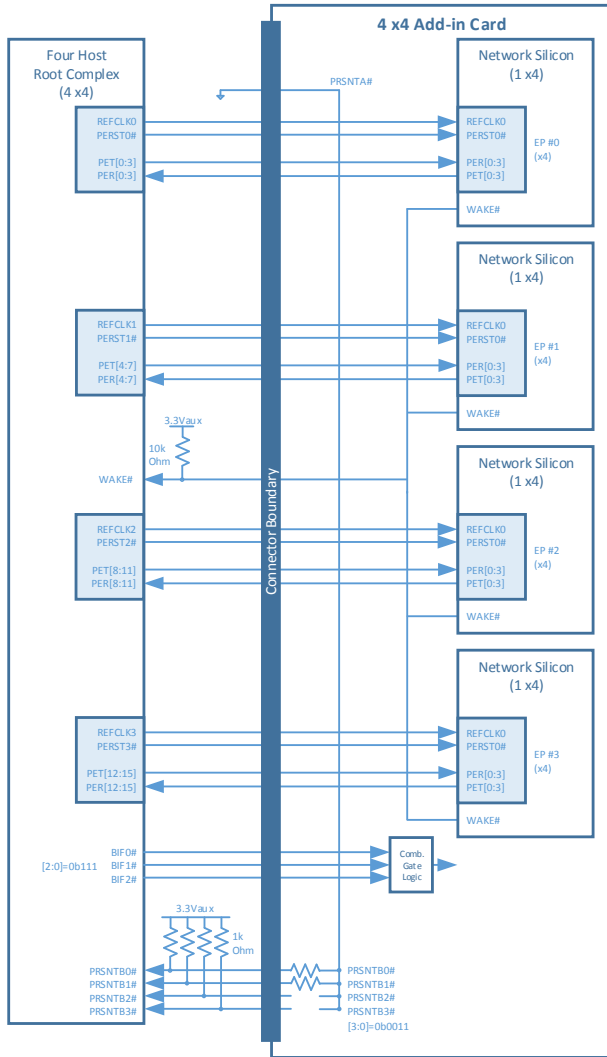 4 x4 Add-in Card
Four Host
Root Complex
(4 x4)
REFCLK0
PERST0#
PET[0:3]
PER[0:3]
PRSNTA#
Network Silicon
(1 x4)
REFCLK0
PERST0#
PER[0:3]
PET[0:3]
EP #0
(x4)
WAKE#
REFCLK1
PERST1#
PET[4:7]
PER[4:7]
Network Silicon
(1 x4)
REFCLK0
PERST0#
PER[0:3]
PET[0:3]
EP #1
(x4)
WAKE#
3.3Vaux
10k
Ohm
WAKE#
Connector Boundary
REFCLK2
PERST2#
PET[8:11]
PER[8:11]
Network Silicon
(1 x4)
REFCLK0
PERST0#
PER[0:3]
PET[0:3]
EP #2
(x4)
WAKE#
REFCLK3
PERST3#
PET[12:15]
PER[12:15]
Network Silicon
(1 x4)
REFCLK0
PERST0#
PER[0:3]
PET[0:3]
EP #3
(x4)
WAKE#
BIF0#
[2:0]=0b111
BIF1#
BIF2#
Comb.
Gate
Logic
3.3Vaux
1k
Ohm
PRSNTB0#
PRSNTB1#
PRSNTB2#
PRSNTB3#
PRSNTB0#
PRSNTB1#
PRSNTB2#
PRSNTB3#
[3:0]=0b0011